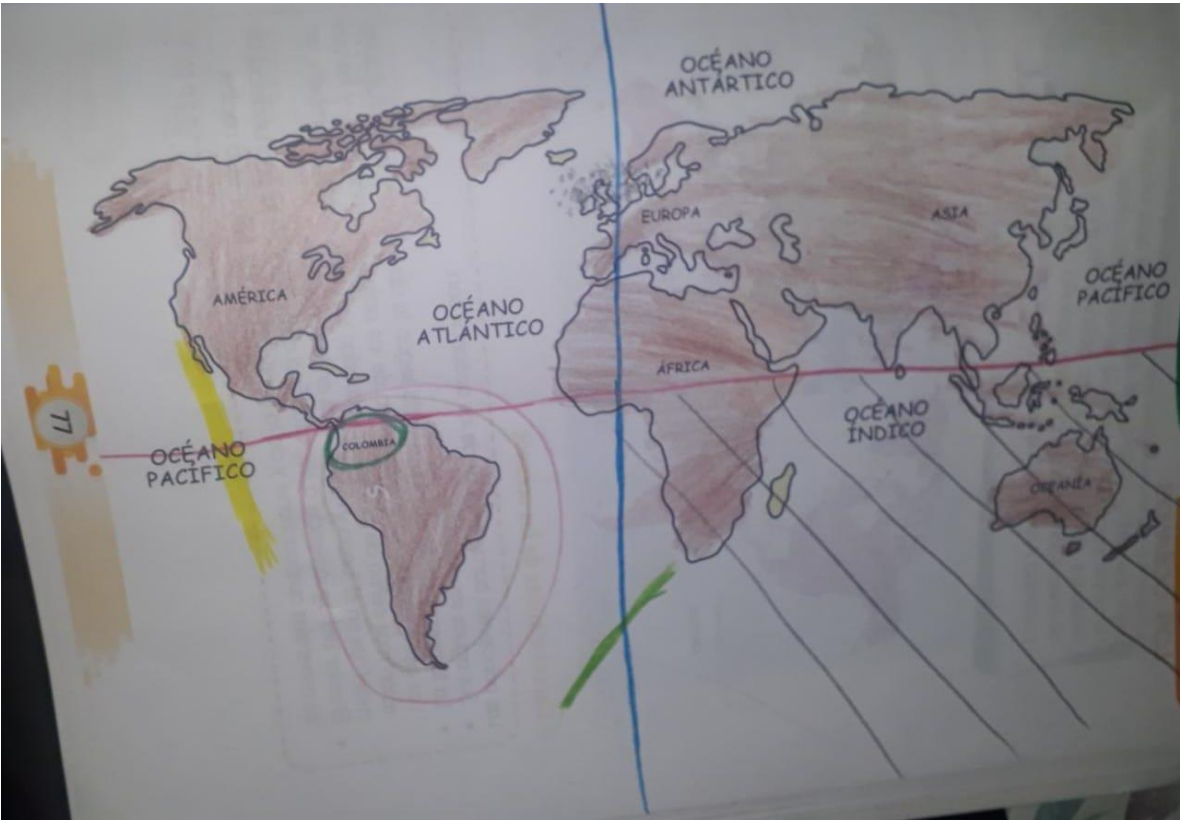 OCÉANO
ANTÁRTICO
EUROPA
ASIA
AMÉRICA
OCÉANO
ATLÁNTICO
OCÉANO
PACÍFICO
ÁFRICA
77
OCÉANO
PACÍFICO
COLOMBIA
S
OCÉANO
ÍNDICO
OCEANÍA